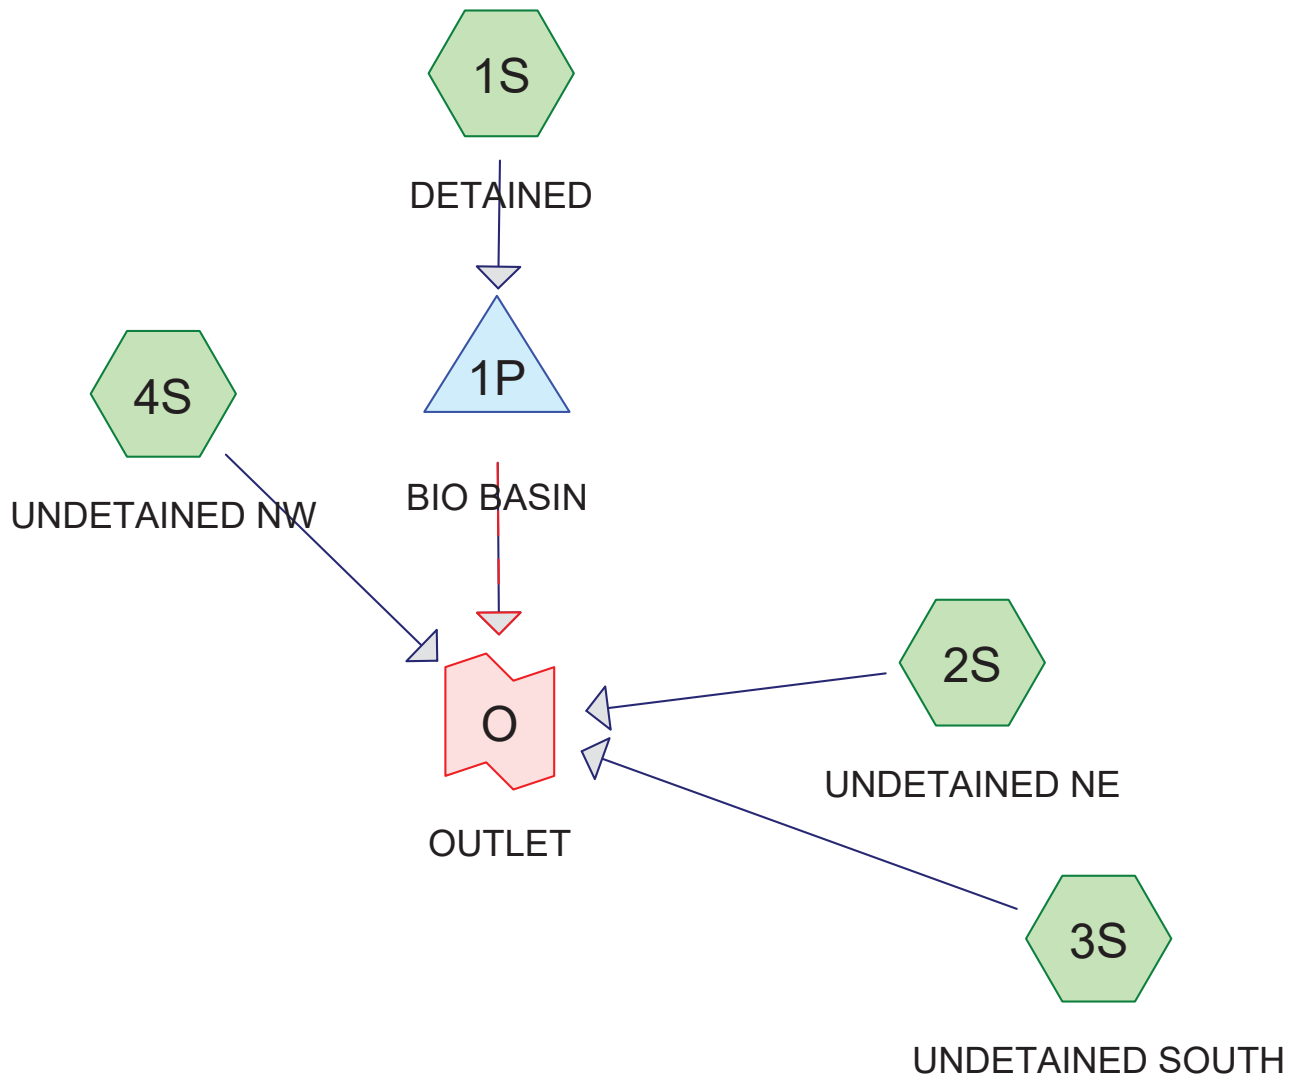 1S
DETAINED
1P
BIO BASIN
4S
UNDETAINED NW
O
OUTLET
2S
UNDETAINED NE
3S
UNDETAINED SOUTH